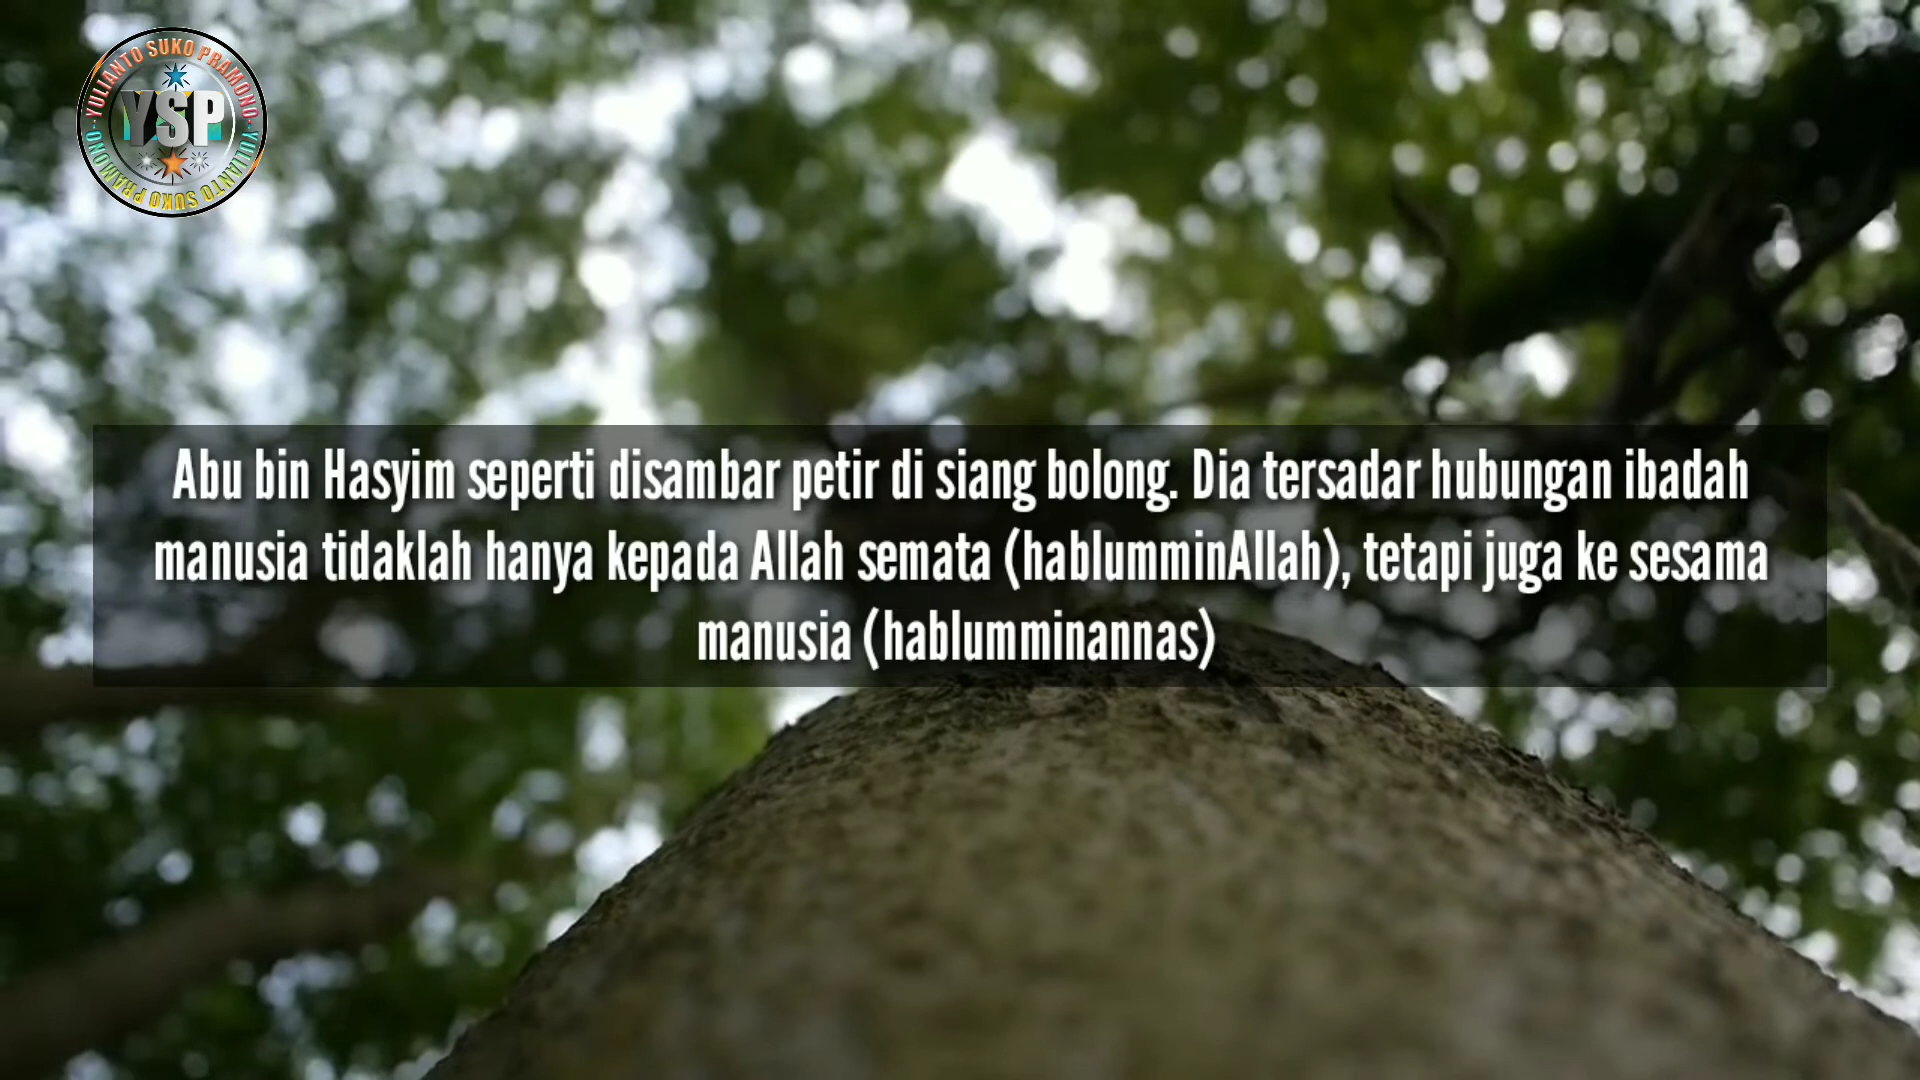 YULIANTO SUKO PRAMONO
YSP
YULIANTO SUKO PRAMONO
Abu bin Hasyim seperti disambar petir di siang bolong. Dia tersadar hubungan ibadah
manusia tidaklah hanya kepada Allah semata (hablumminAllah), tetapi juga ke sesama
manusia (hablumminannas)